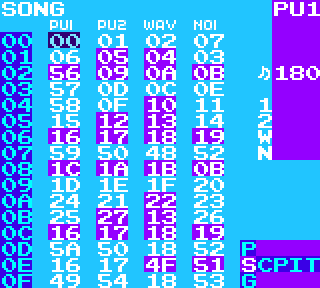 SONG PU1
PU1 PU2 WAV NOI
00 00 01 02 07
01 06 05 04 03
02 56 09 0A 0B ♪180
03 57 0D 0C 0E
04 58 0F 10 11 1
05 15 12 13 14 2
06 16 17 18 19 W
07 59 50 48 52 N
08 1C 1A 1B 0B
09 1D 1E 1F 20
0A 24 21 22 23
0B 25 27 13 26
0C 16 17 18 19
0D 5A 50 18 52 P
0E 16 17 4F 51 SCPIT
0F 49 54 18 53 G